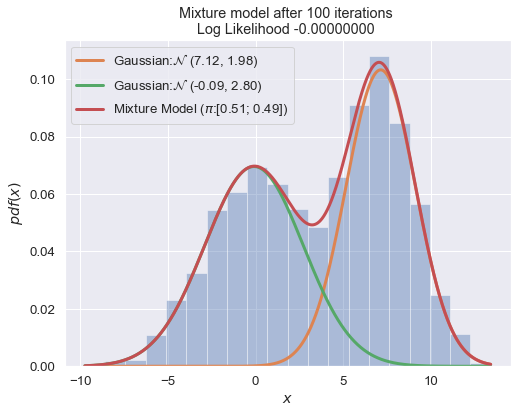 Mixture model after 100 iterations
Log Likelihood -0.00000000
Gaussian:𝒩 (7.12, 1.98)
Gaussian:𝒩 (-0.09, 2.80)
Mixture Model (π:[0.51; 0.49])
0.10
0.08
0.06
0.04
0.02
0.00
pdf(x)
−10
−5
0
5
10
x